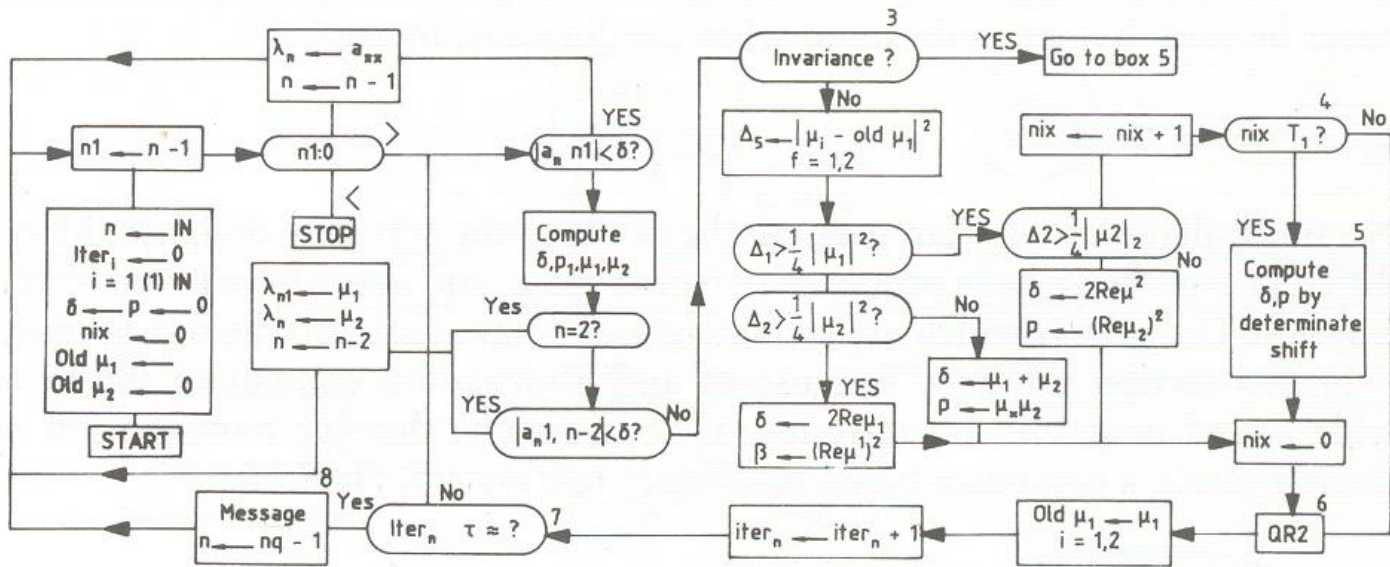 λn ← axx
n ← n - 1
n1 ← n -1
n1:0
>
<
STOP
n ← IN
Iteri ← 0
i = 1 (1) IN
δ ← p ← 0
nix ← 0
Old μ1 ←
Old μ2 ← 0
START
YES
|an n1|<δ?
Compute
δ,p1,μ1,μ2
λn1 ← μ1
λn ← μ2
n ← n-2
Yes
n=2?
YES
|an1, n-2|<δ?
No
3
Invariance ?
YES
Go to box 5
No
Δ5 ← |μi - old μ1|2
f = 1,2
nix ← nix + 1
4
nix T1 ?
No
Δ1>1/4|μ1|2?
YES
Δ2>1/4|μ2|2
No
YES
5
Compute
δ,p by
determinate
shift
Δ2>1/4|μ2|2?
No
δ ← 2Reμ2
p ← (Reμ2)2
YES
δ ← μ1 + μ2
p ← μxμ2
δ ← 2Reμ1
β ← (Reμ1)2
nix ← 0
8
Message
n ← nq - 1
Yes
No
7
Itern τ ≈ ?
itern ← itern + 1
Old μ1 ← μ1
i = 1,2
6
QR2